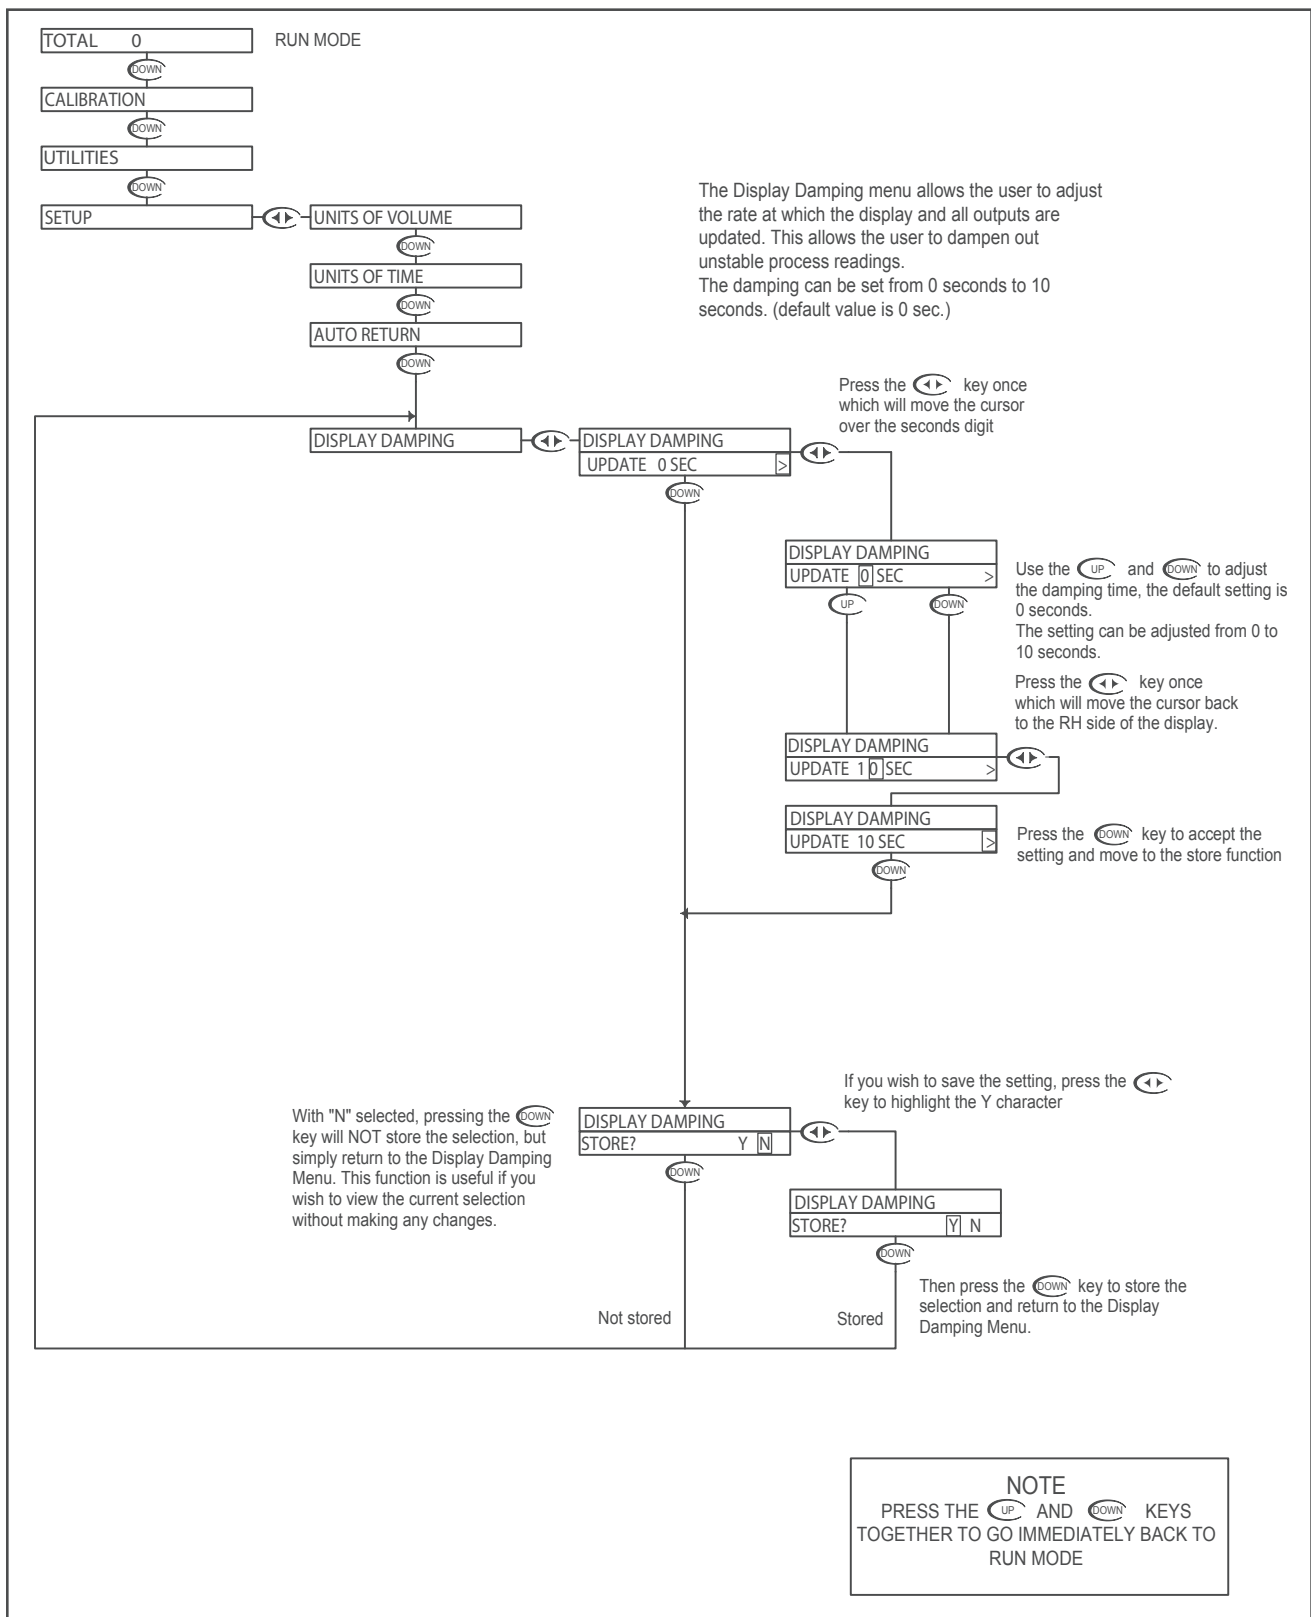 TOTAL 0
RUN MODE
DOWN
CALIBRATION
DOWN
UTILITIES
DOWN
SETUP
UNITS OF VOLUME
DOWN
UNITS OF TIME
DOWN
AUTO RETURN
DOWN
The Display Damping menu allows the user to adjust
the rate at which the display and all outputs are
updated. This allows the user to dampen out
unstable process readings.
The damping can be set from 0 seconds to 10
seconds. (default value is 0 sec.)
Press the key once
which will move the cursor
over the seconds digit
DISPLAY DAMPING
DISPLAY DAMPING
UPDATE 0 SEC >
DOWN
DISPLAY DAMPING
UPDATE 0 SEC >
UP DOWN
Use the UP and DOWN to adjust
the damping time, the default setting is
0 seconds.
The setting can be adjusted from 0 to
10 seconds.
Press the key once
which will move the cursor back
to the RH side of the display.
DISPLAY DAMPING
UPDATE 10 SEC >
DISPLAY DAMPING
UPDATE 10 SEC >
DOWN
Press the DOWN key to accept the
setting and move to the store function
If you wish to save the setting, press the
key to highlight the Y character
With "N" selected, pressing the DOWN
key will NOT store the selection, but
simply return to the Display Damping
Menu. This function is useful if you
wish to view the current selection
without making any changes.
DISPLAY DAMPING
STORE? Y N
DOWN
DISPLAY DAMPING
STORE? Y N
DOWN
Then press the DOWN key to store the
selection and return to the Display
Damping Menu.
Not stored
Stored
NOTE
PRESS THE UP AND DOWN KEYS
TOGETHER TO GO IMMEDIATELY BACK TO
RUN MODE